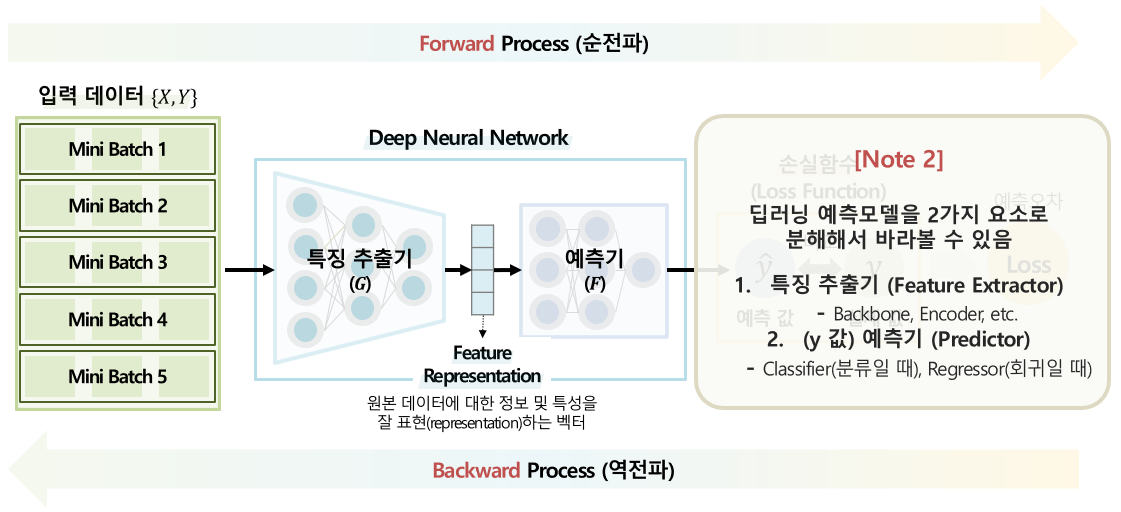 Forward Process (순전파)
입력 데이터 {X,Y}
Mini Batch 1
Mini Batch 2
Mini Batch 3
Mini Batch 4
Mini Batch 5
Deep Neural Network
특징 추출기
(G)
예측기
(F)
Feature
Representation
원본 데이터에 대한 정보 및 특성을
잘 표현(representation)하는 벡터
손실함수
(Loss Function)
예측오차
ŷ
y
Loss
예측 값
[Note 2]
딥러닝 예측모델을 2가지 요소로
분해해서 바라볼 수 있음
1. 특징 추출기 (Feature Extractor)
- Backbone, Encoder, etc.
2. (y 값) 예측기 (Predictor)
- Classifier(분류일 때), Regressor(회귀일 때)
Backward Process (역전파)